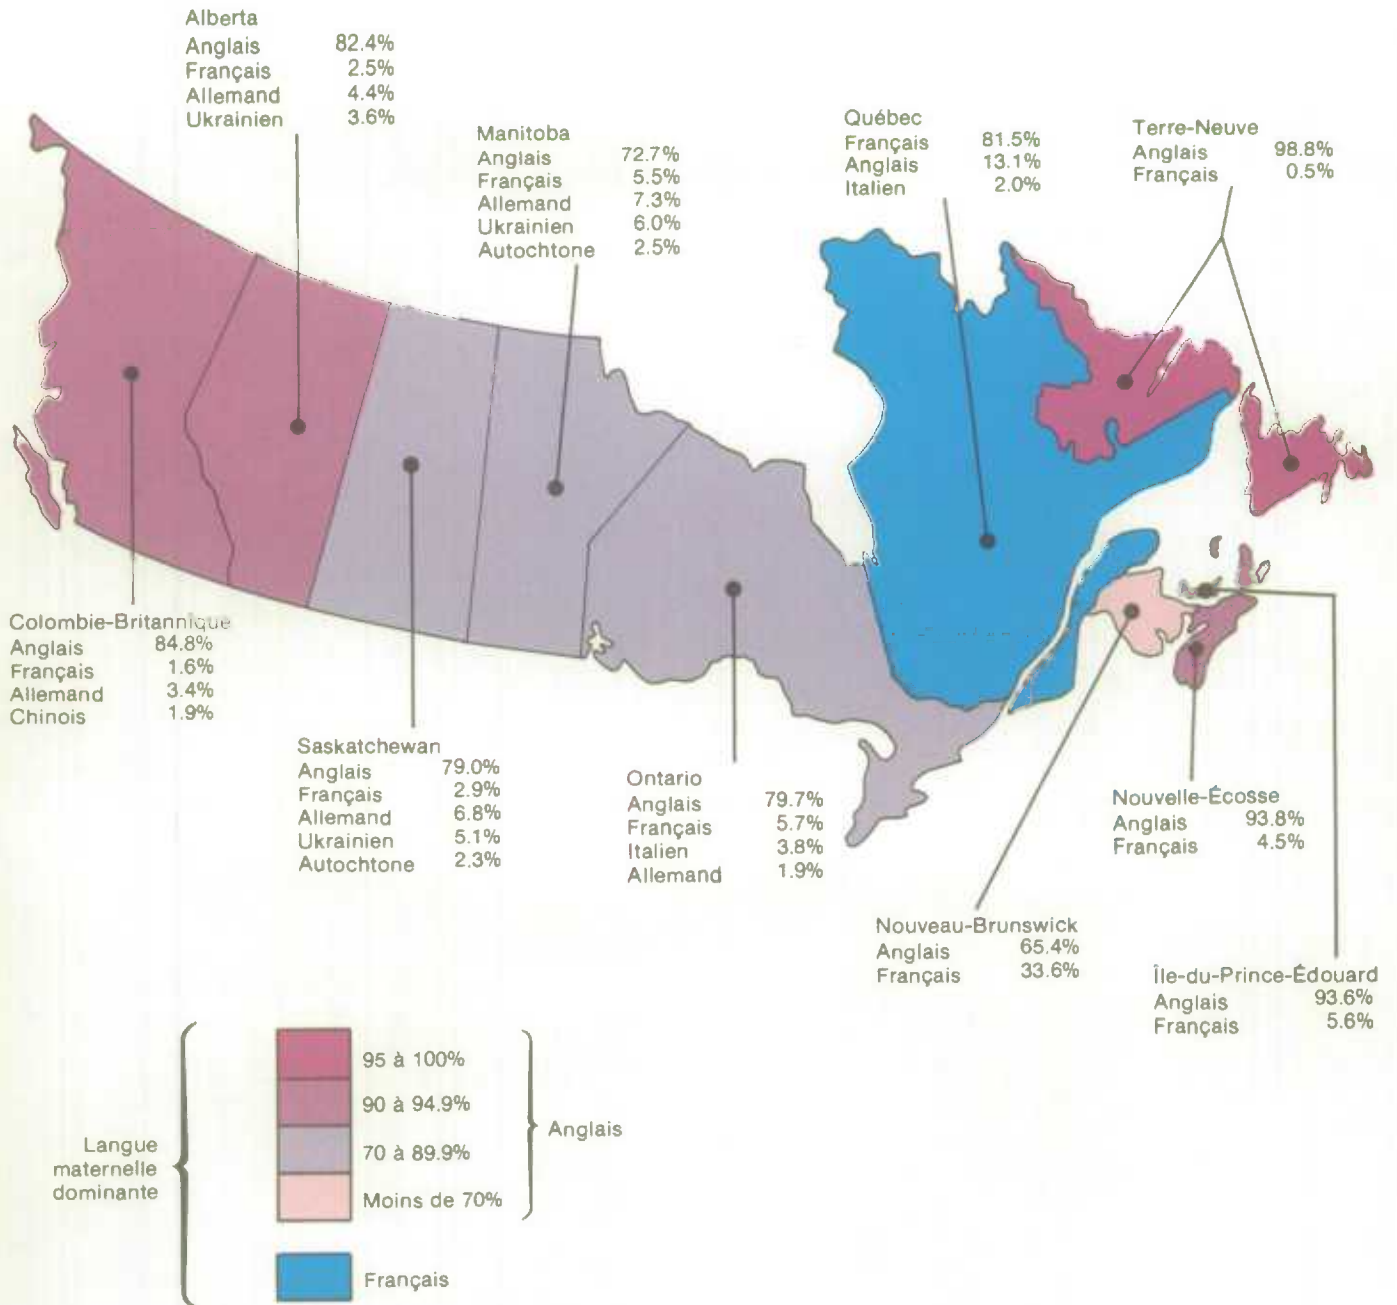 Alberta
Anglais 82.4%
Français 2.5%
Allemand 4.4%
Ukrainien 3.6%
Manitoba
Anglais 72.7%
Français 5.5%
Allemand 7.3%
Ukrainien 6.0%
Autochtone 2.5%
Québec
Français 81.5%
Anglais 13.1%
Italien 2.0%
Terre-Neuve
Anglais 98.8%
Français 0.5%
Colombie-Britannique
Anglais 84.8%
Français 1.6%
Allemand 3.4%
Chinois 1.9%
Saskatchewan
Anglais 79.0%
Français 2.9%
Allemand 6.8%
Ukrainien 5.1%
Autochtone 2.3%
Ontario
Anglais 79.7%
Français 5.7%
Italien 3.8%
Allemand 1.9%
Nouvelle-Écosse
Anglais 93.8%
Français 4.5%
Nouveau-Brunswick
Anglais 65.4%
Français 33.6%
Île-du-Prince-Édouard
Anglais 93.6%
Français 5.6%
Langue
maternelle
dominante
95 à 100%
90 à 94.9%
70 à 89.9%
Moins de 70%
Anglais
Français